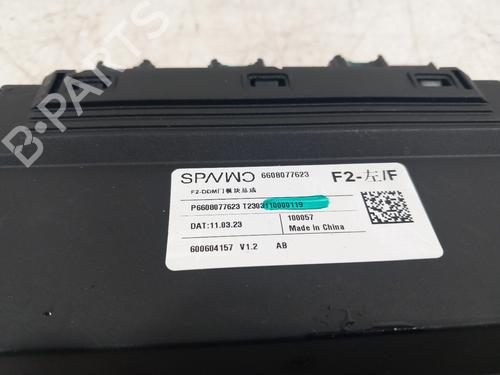 B-PARTS
6608077623
F2-左/F
F2-DDM门模块总成
P6608077623 T2303110000119
DAT:11.03.23
100057
Made in China
600604157 V1.2 AB